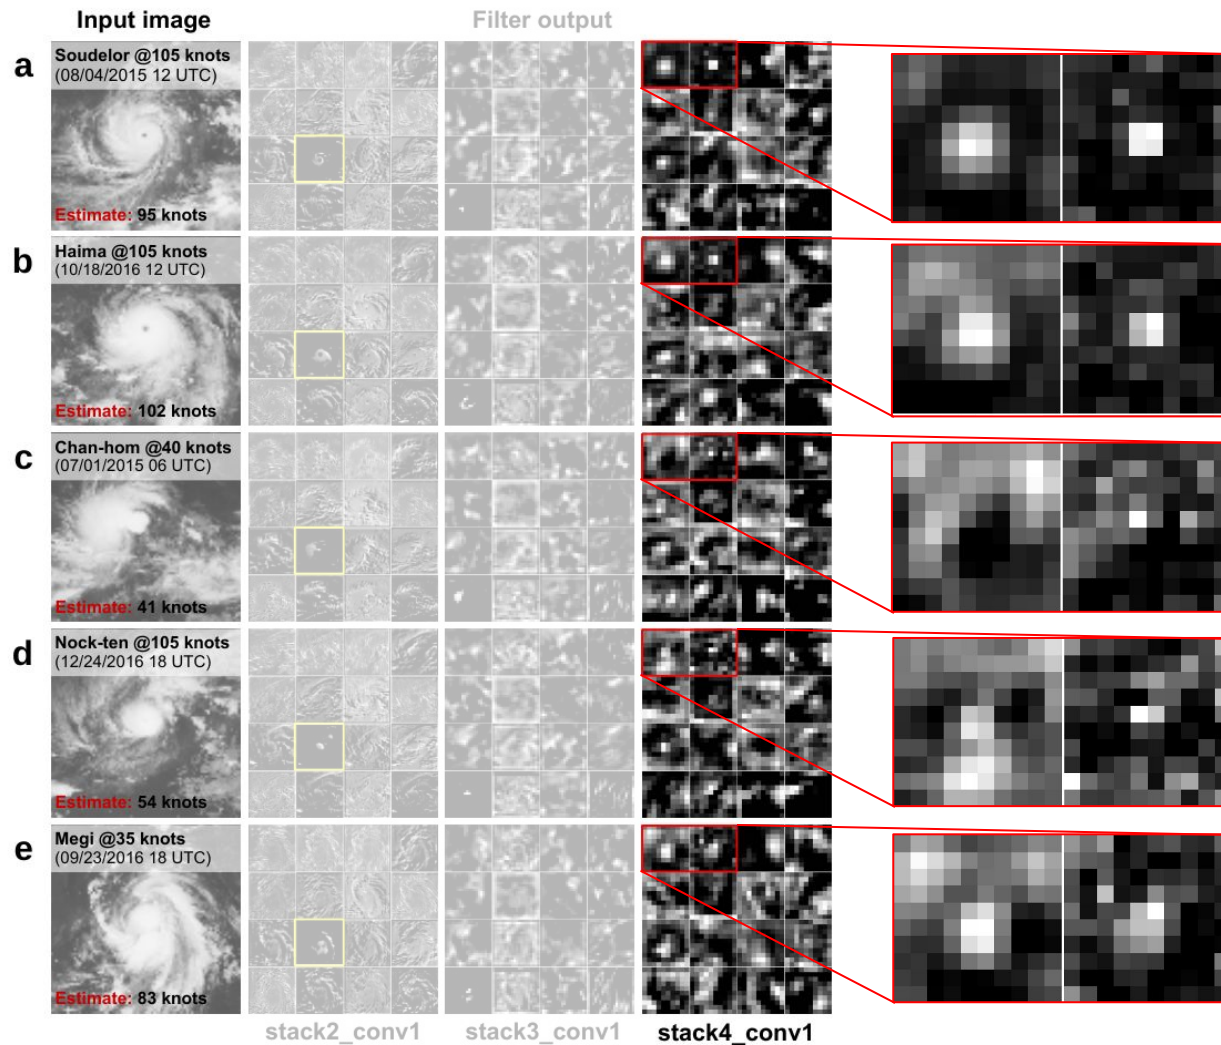 Input image
Filter output
a
Soudelor @105 knots
(08/04/2015 12 UTC)
Estimate: 95 knots
b
Haima @105 knots
(10/18/2016 12 UTC)
Estimate: 102 knots
c
Chan-hom @40 knots
(07/01/2015 06 UTC)
Estimate: 41 knots
d
Nock-ten @105 knots
(12/24/2016 18 UTC)
Estimate: 54 knots
e
Megi @35 knots
(09/23/2016 18 UTC)
Estimate: 83 knots
stack2_conv1
stack3_conv1
stack4_conv1